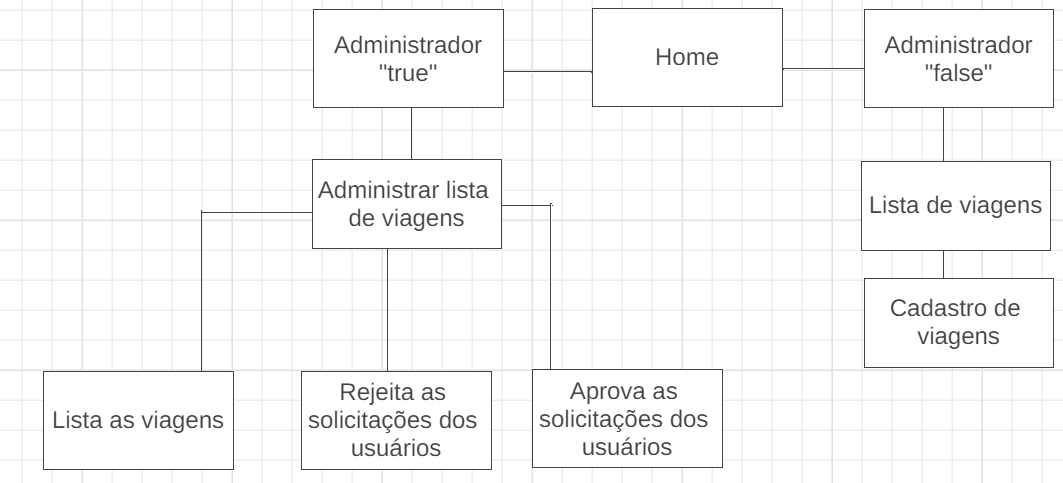 Administrador
"true"
Home
Administrador
"false"
Administrar lista
de viagens
Lista de viagens
Cadastro de
viagens
Lista as viagens
Rejeita as
solicitações dos
usuários
Aprova as
solicitações dos
usuários